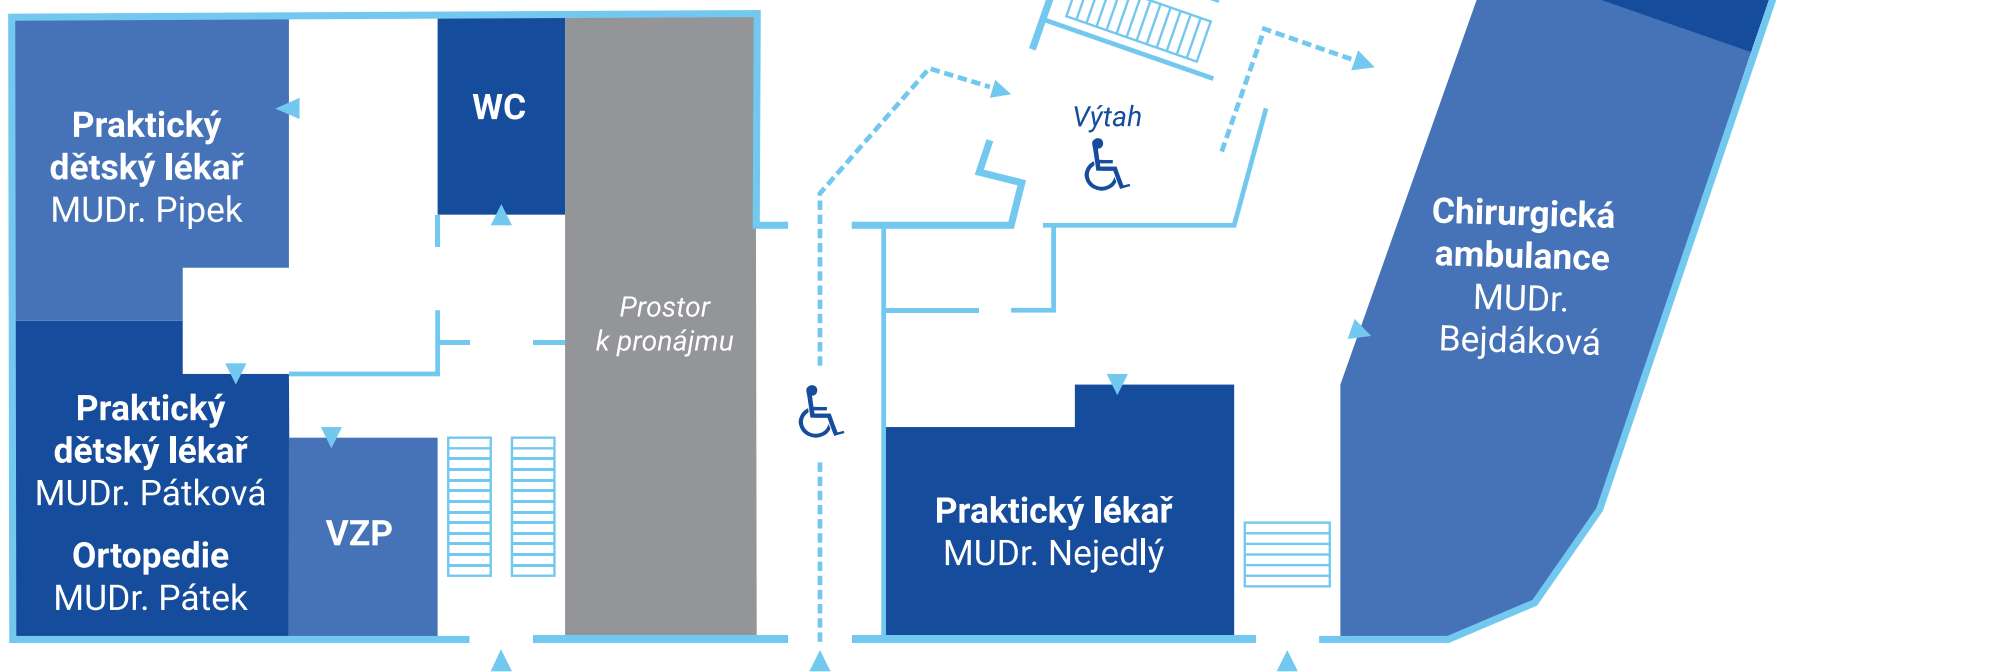 Praktický
dětský lékař
MUDr. Pipek
WC
Výtah
Prostor
k pronájmu
Chirurgická
ambulance
MUDr.
Bejdáková
Praktický
dětský lékař
MUDr. Pátková
Ortopedie
MUDr. Pátek
VZP
Praktický lékař
MUDr. Nejedlý